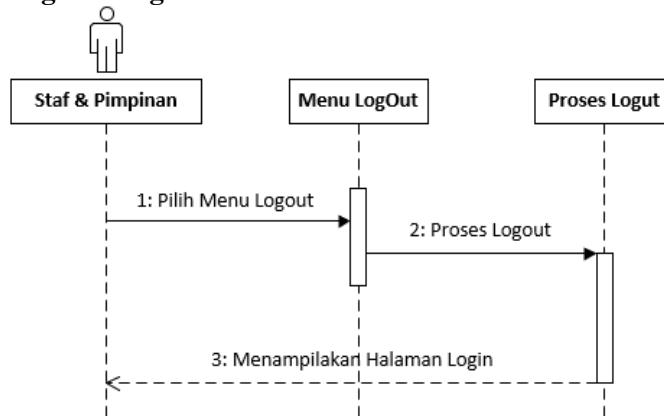 Staf & Pimpinan
Menu LogOut
Proses Logut
1: Pilih Menu Logout
2: Proses Logout
3: Menampilakan Halaman Login